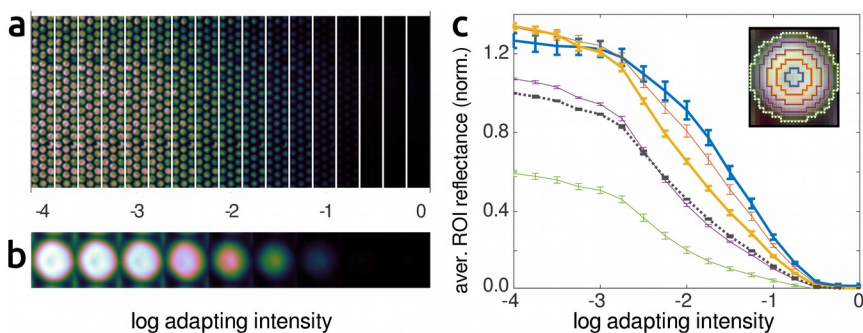 a
-4 -3 -2 -1 0
b
log adapting intensity
c
aver. ROI reflectance (norm.)
1.2
0.8
0.4
0.0
-4 -3 -2 -1 0
log adapting intensity